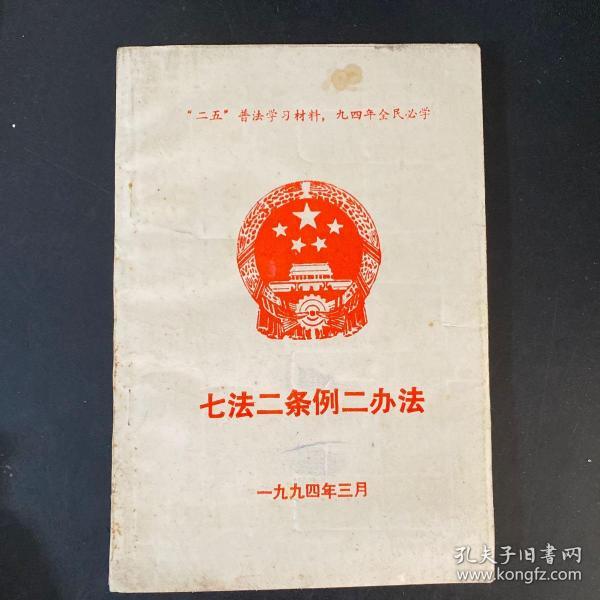 “二五”普法学习材料，九四年全民必学
七法二条例二办法
一九九四年三月
孔夫子旧书网
www.kongfz.com